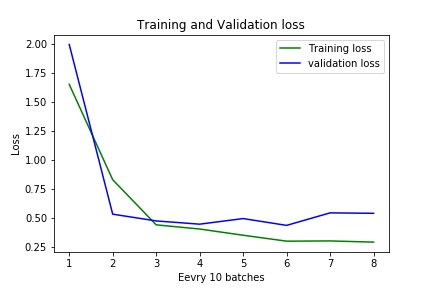 Training and Validation loss
Training loss
validation loss
2.00
1.75
1.50
1.25
1.00
0.75
0.50
0.25
Loss
1 2 3 4 5 6 7 8
Eevry 10 batches